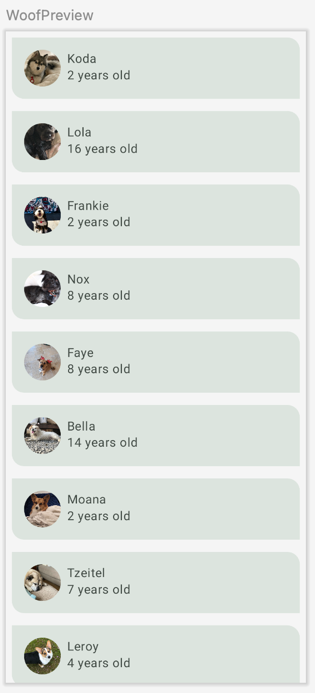 WoofPreview
Koda
2 years old
Lola
16 years old
Frankie
2 years old
Nox
8 years old
Faye
8 years old
Bella
14 years old
Moana
2 years old
Tzeitel
7 years old
Leroy
4 years old